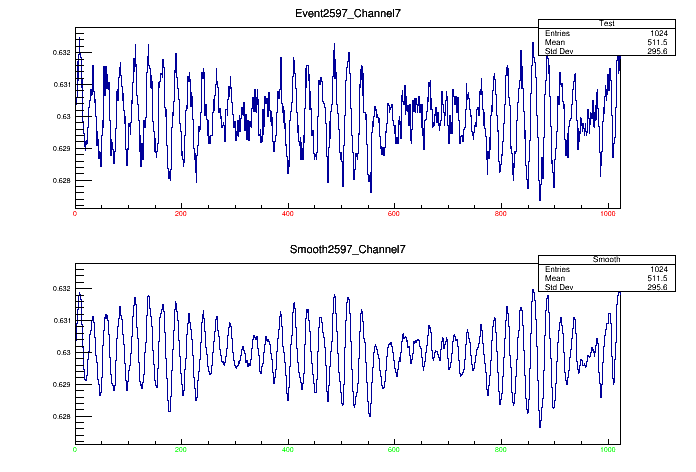 Event2597_Channel7
Test
Entries 1024
Mean 511.5
Std Dev 295.6
0.632
0.631
0.63
0.629
0.628
0 200 400 600 800 1000
Smooth2597_Channel7
Smooth
Entries 1024
Mean 511.5
Std Dev 295.6
0.632
0.631
0.63
0.629
0.628
0 200 400 600 800 1000